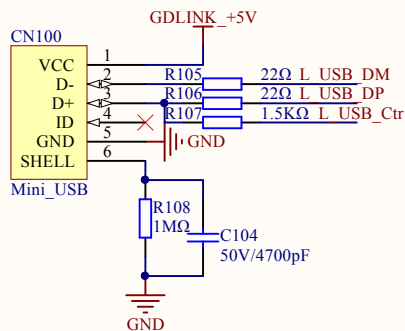 GDLINK_+5V
CN100
VCC 1
D- 2 R105 22Ω L_USB_DM
D+ 3 R106 22Ω L_USB_DP
ID 4 R107 1.5KΩ L_USB_Ctr
GND 5 GND
SHELL 6
Mini_USB
R108
1MΩ
C104
50V/4700pF
GND